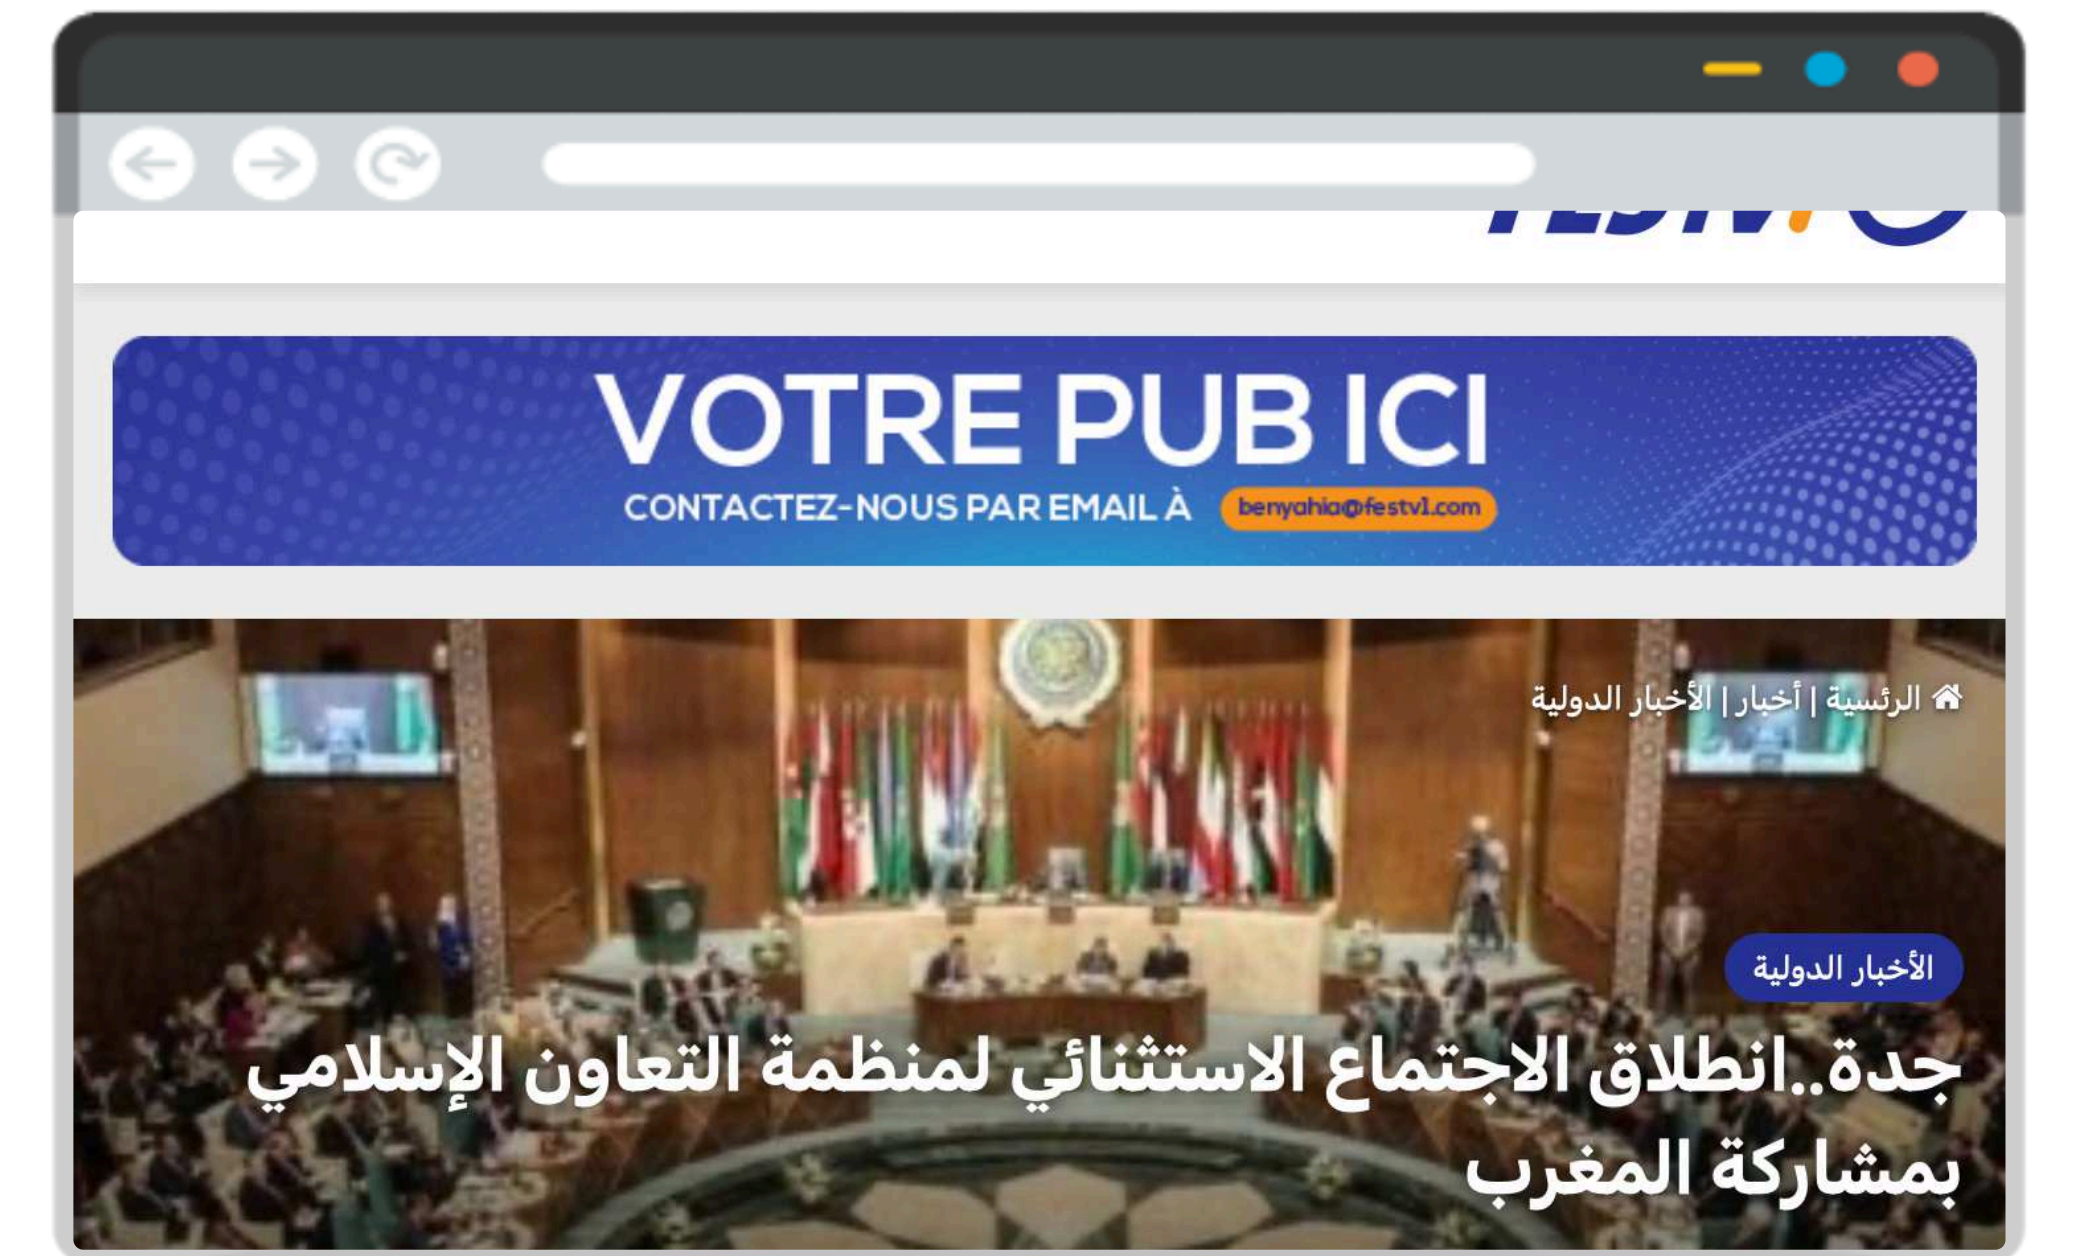 VOTRE PUB ICI
CONTACTEZ-NOUS PAR EMAIL À benyahia@festv1.com
الرئسية | أخبار | الأخبار الدولية
الأخبار الدولية
جدة..انطلاق الاجتماع الاستثنائي لمنظمة التعاون الإسلامي
بمشاركة المغرب